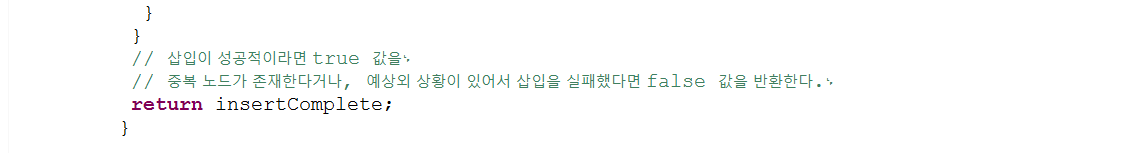 }
}
// 삽입이 성공적이라면 true 값을
// 중복 노드가 존재한다거나, 예상외 상황이 있어서 삽입을 실패했다면 false 값을 반환한다.
return insertComplete;
}